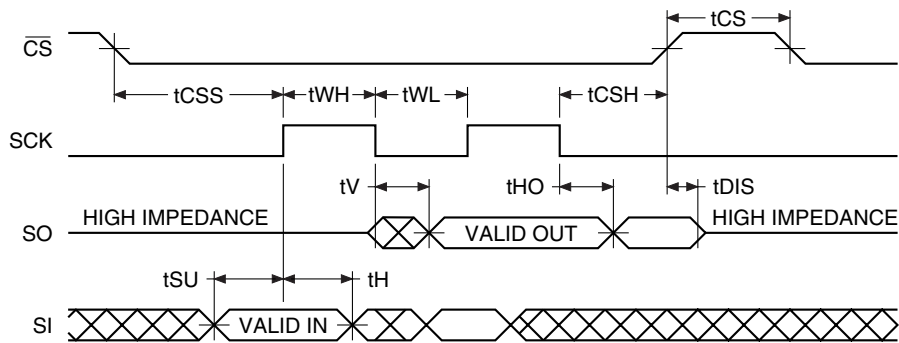 tCS
CS
tCSS
tWH
tWL
tCSH
SCK
tV
tHO
tDIS
HIGH IMPEDANCE
HIGH IMPEDANCE
SO
VALID OUT
tSU
tH
SI
VALID IN